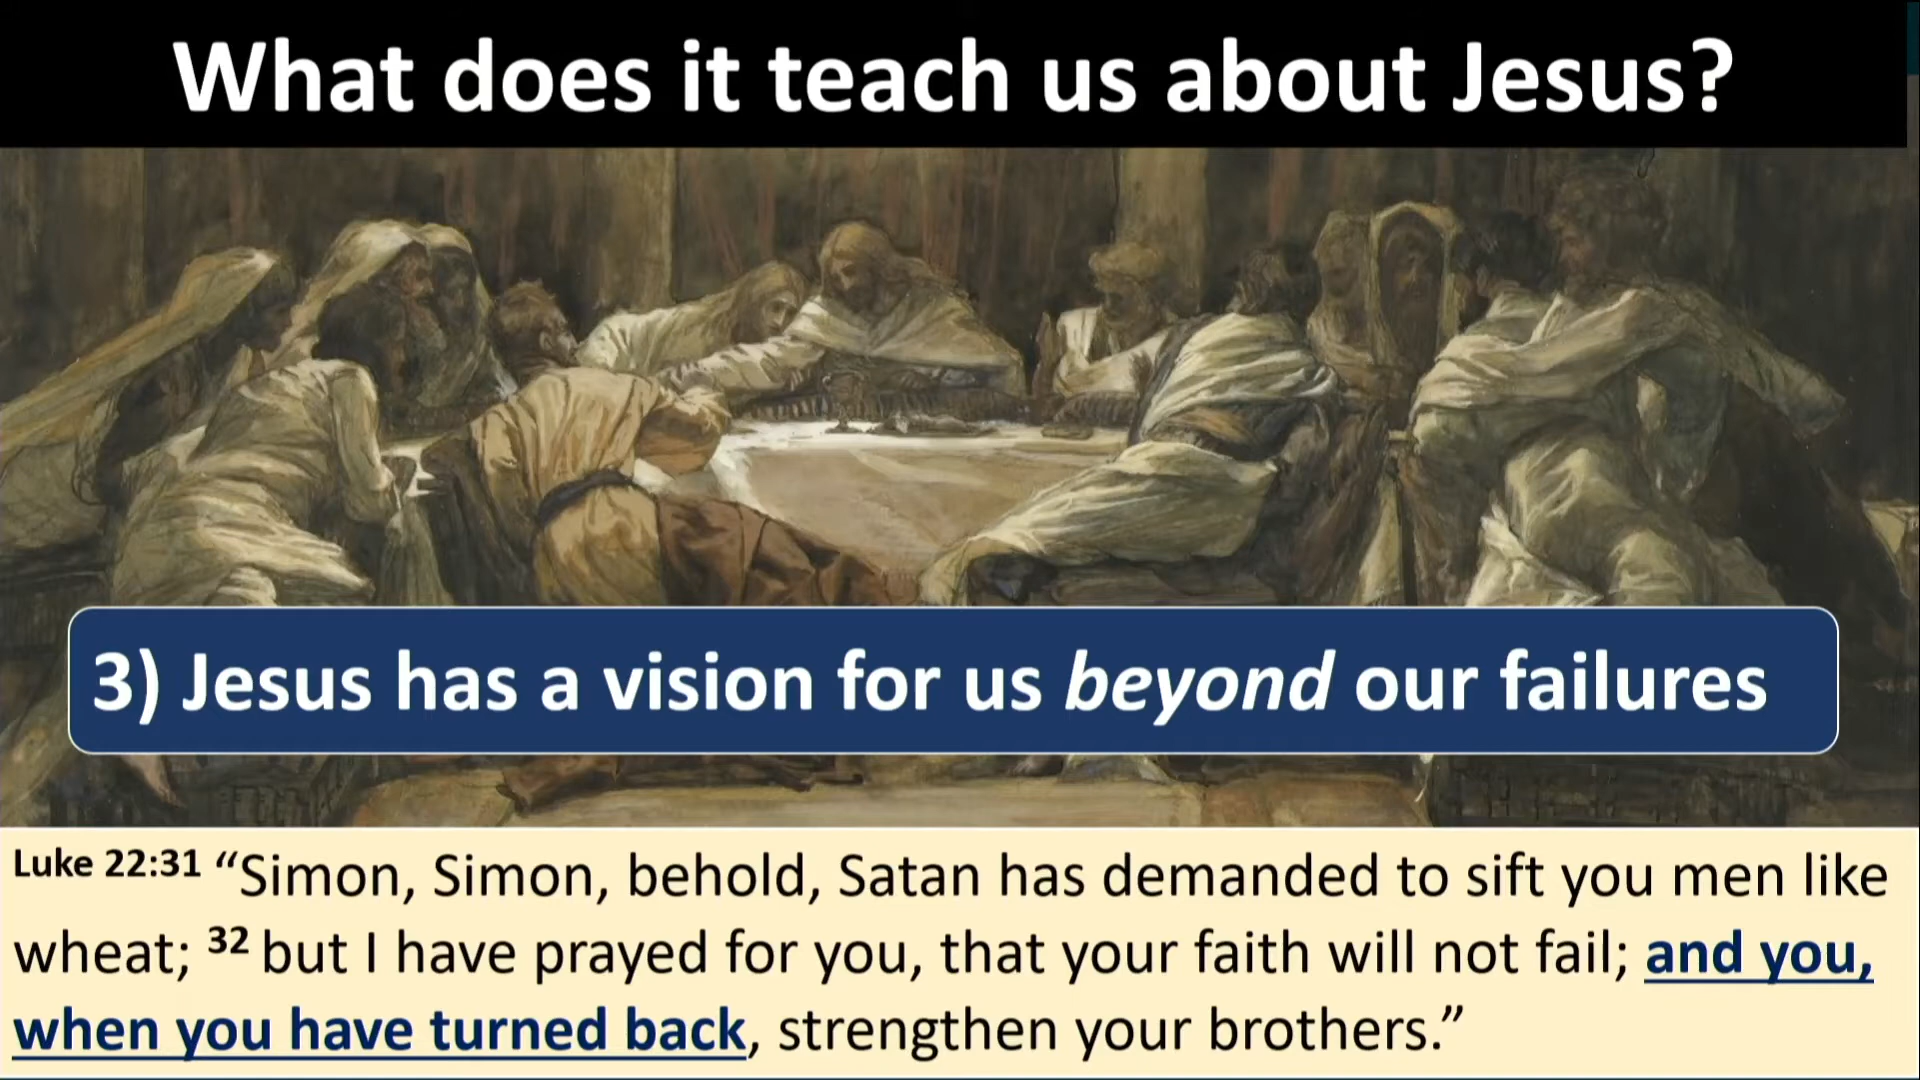 What does it teach us about Jesus?
3) Jesus has a vision for us beyond our failures
Luke 22:31 “Simon, Simon, behold, Satan has demanded to sift you men like
wheat; 32 but I have prayed for you, that your faith will not fail; and you,
when you have turned back, strengthen your brothers.”